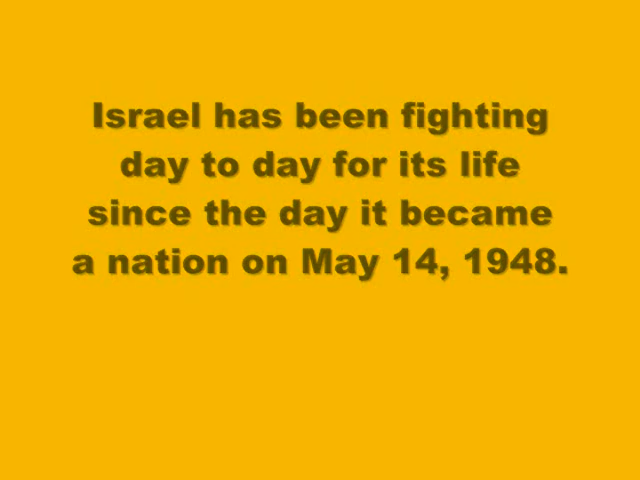 Israel has been fighting
day to day for its life
since the day it became
a nation on May 14, 1948.